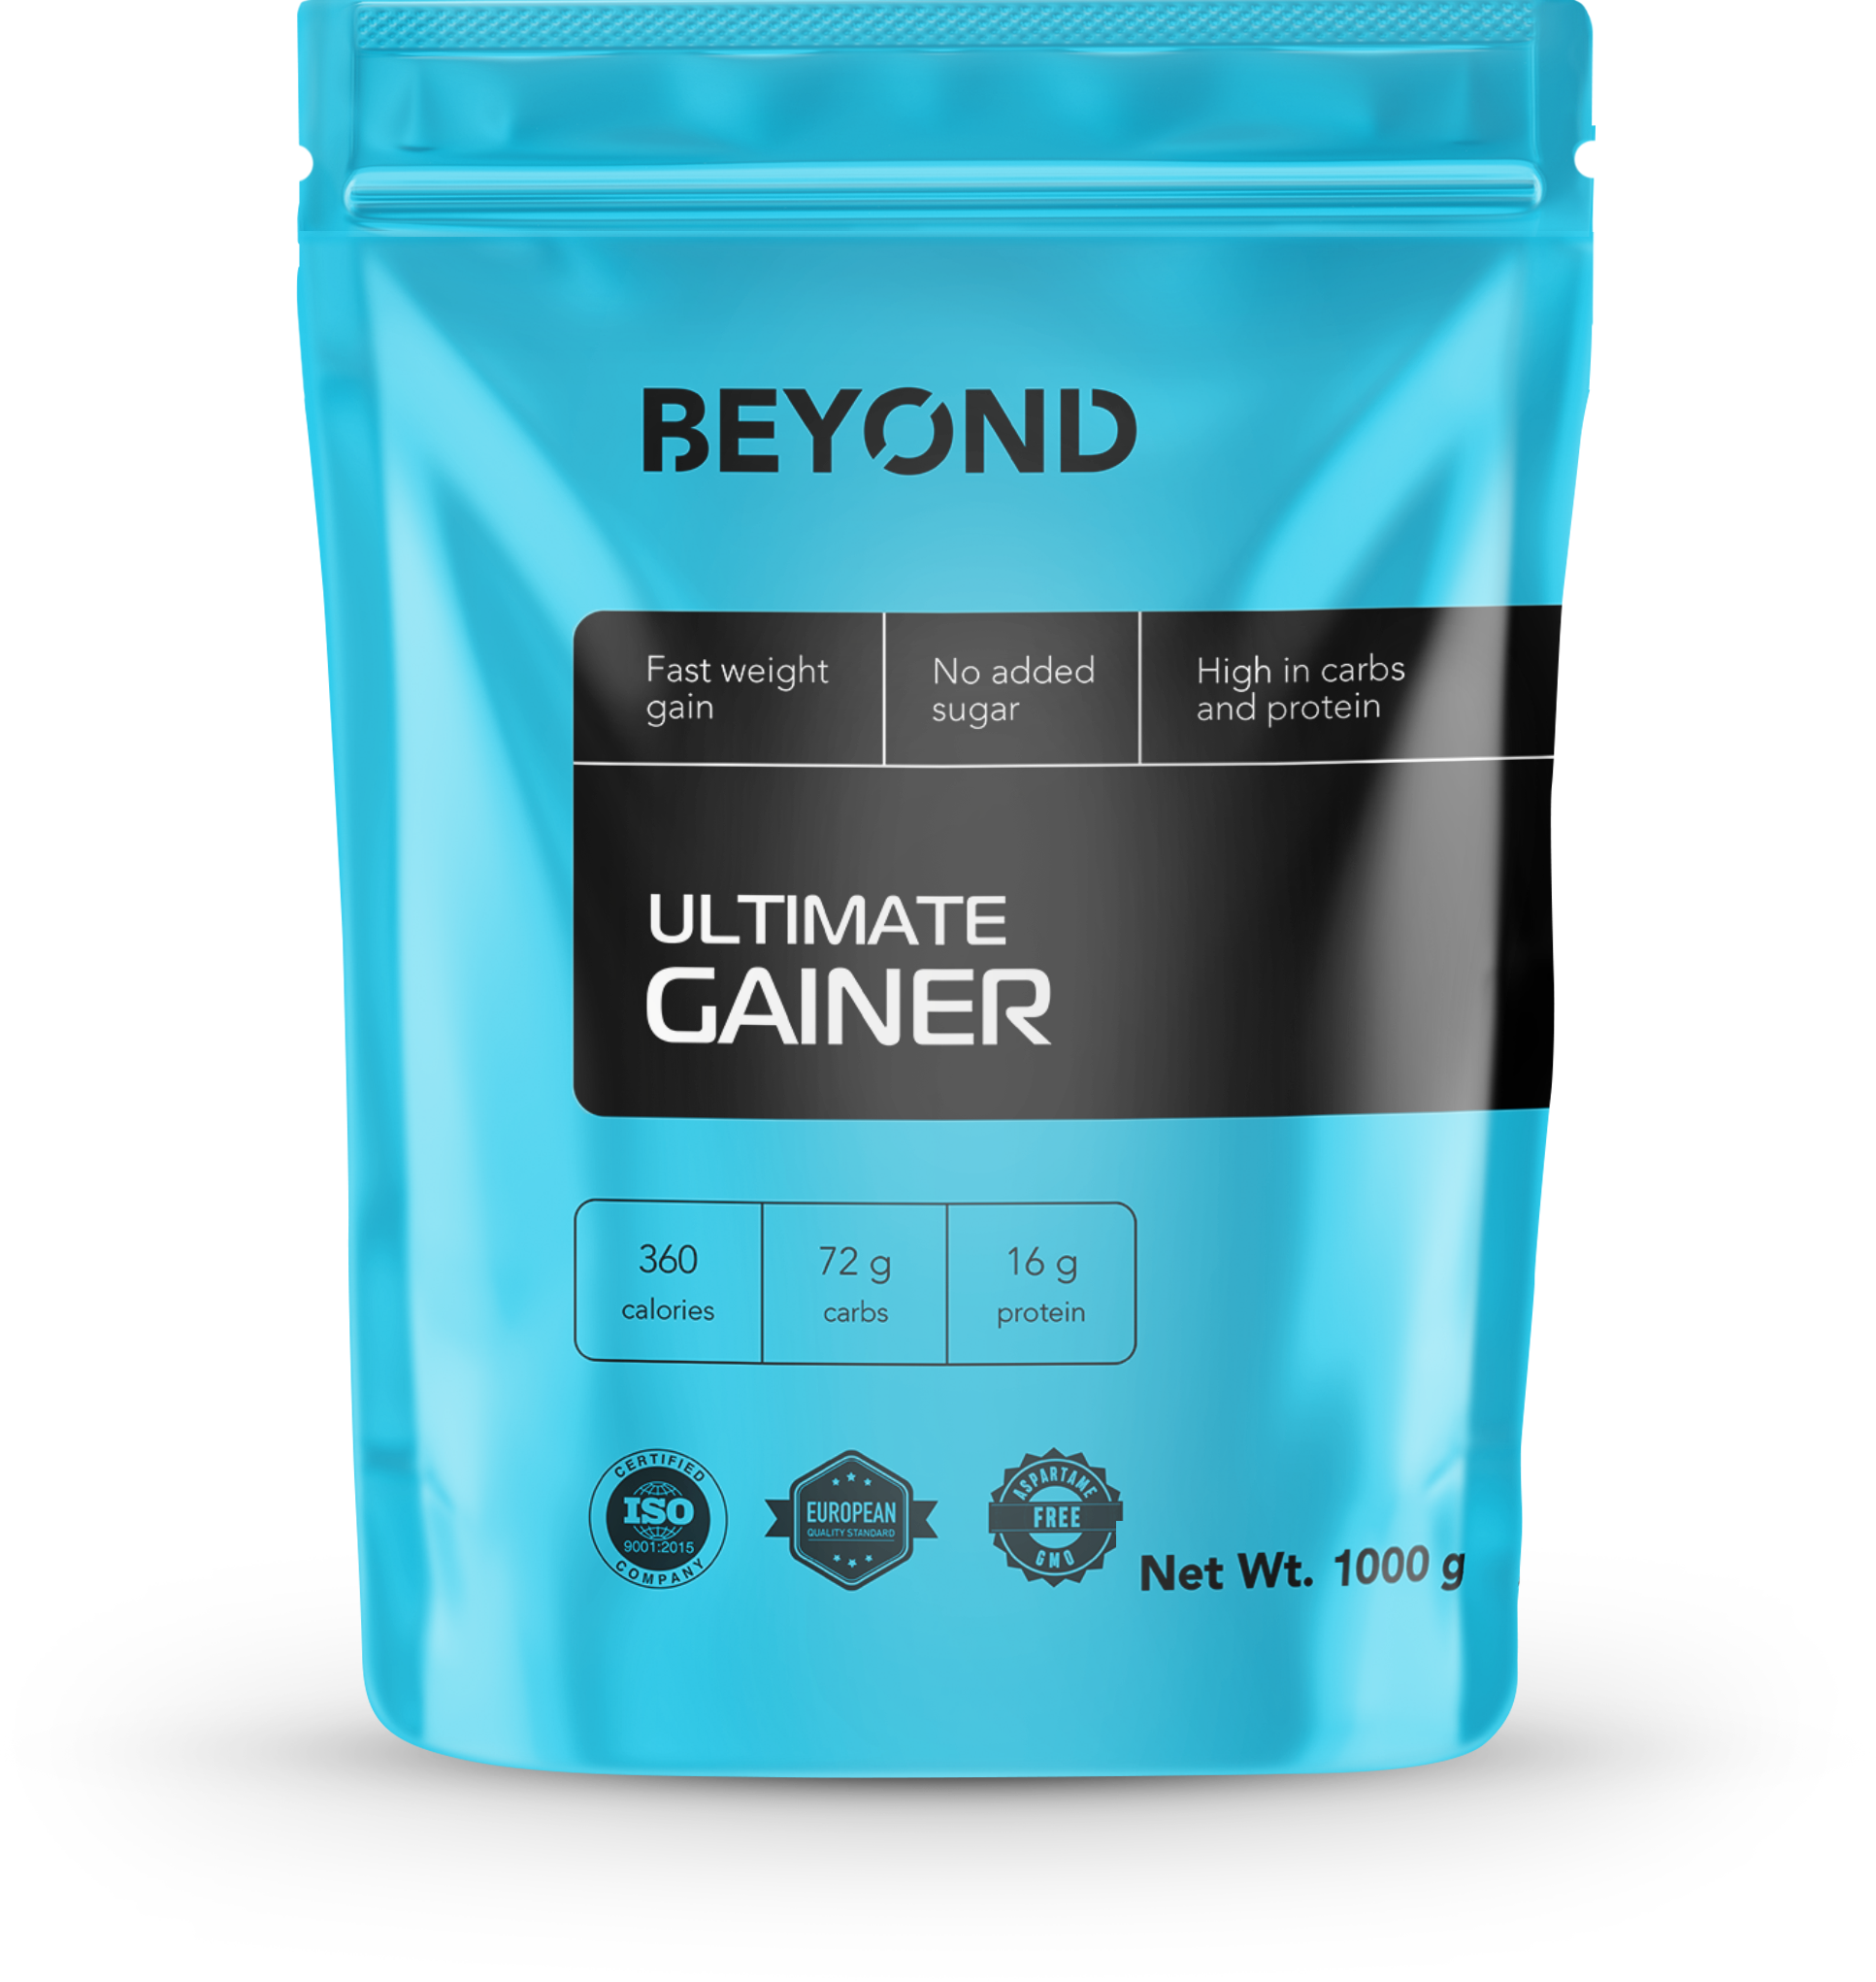 BEYOND
Fast weight
gain
No added
sugar
High in carbs
and protein
ULTIMATE
GAINER
360
calories
72 g
carbs
16 g
protein
CERTIFIED
ISO
9001:2015
COMPANY
EUROPEAN
QUALITY STANDARD
ASPARTAME
FREE
GMO
Net Wt. 1000 g